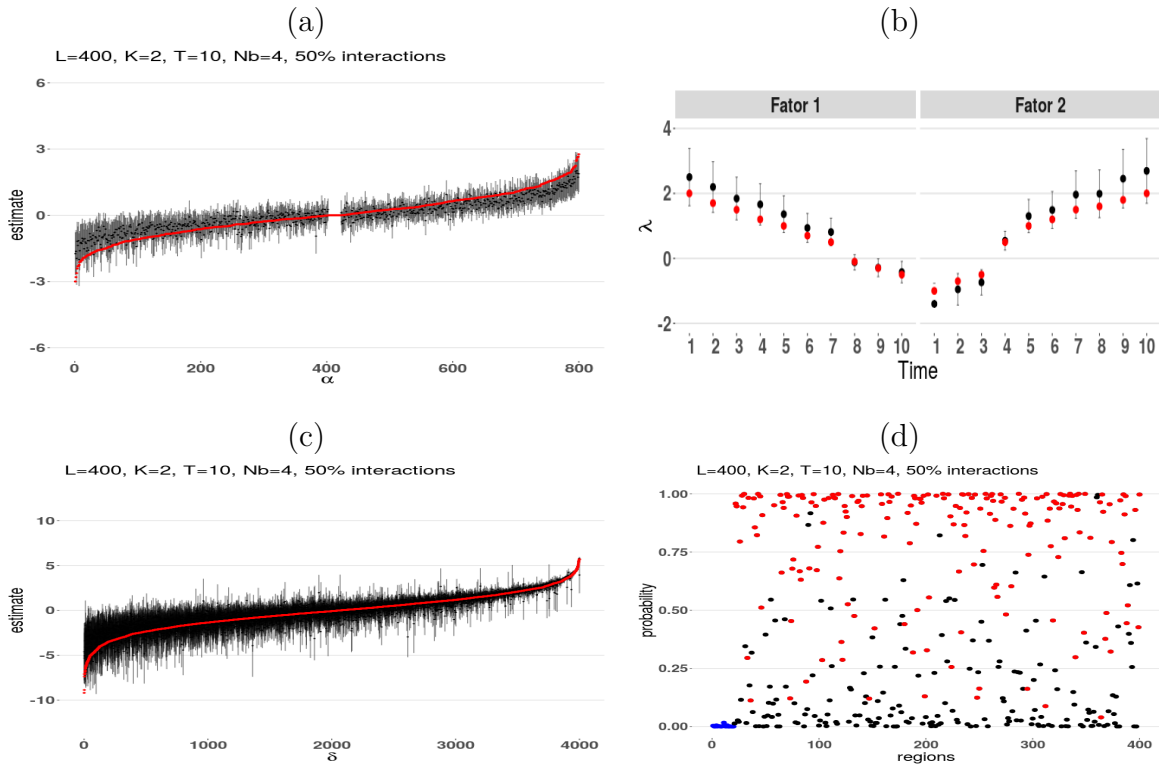 (a)
L=400, K=2, T=10, Nb=4, 50% interactions
6
3
0
-3
-6
estimate
0 200 400 600 800
α
(b)
Fator 1 Fator 2
4
2
0
-2
λ
1 2 3 4 5 6 7 8 9 10 1 2 3 4 5 6 7 8 9 10
Time
(c)
L=400, K=2, T=10, Nb=4, 50% interactions
10
5
0
-5
-10
estimate
0 1000 2000 3000 4000
δ
(d)
L=400, K=2, T=10, Nb=4, 50% interactions
1.00
0.75
0.50
0.25
0.00
probability
0 100 200 300 400
regions